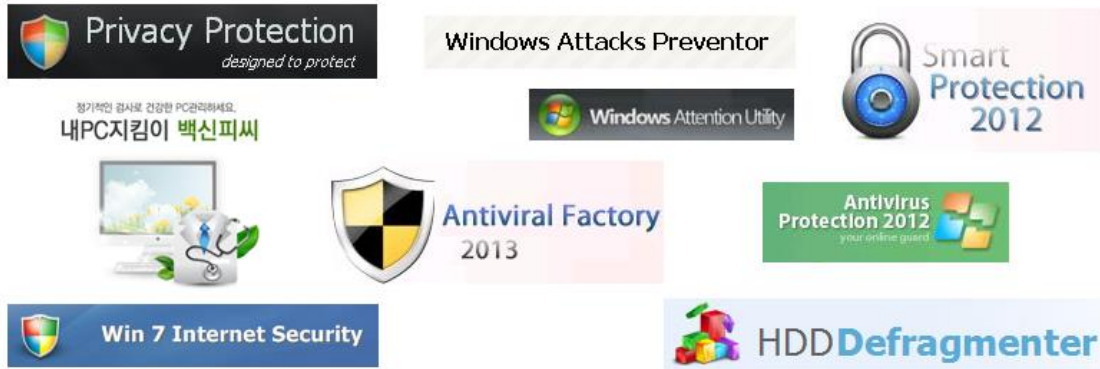 Privacy Protection
designed to protect
Windows Attacks Preventor
Smart
Protection
2012
Windows Attention Utility
정기적인 검사로 건강한 PC관리하세요.
내PC지킴이 백신피씨
Antiviral Factory
2013
Antivirus
Protection 2012
your online guard
Win 7 Internet Security
HDDDefragmenter